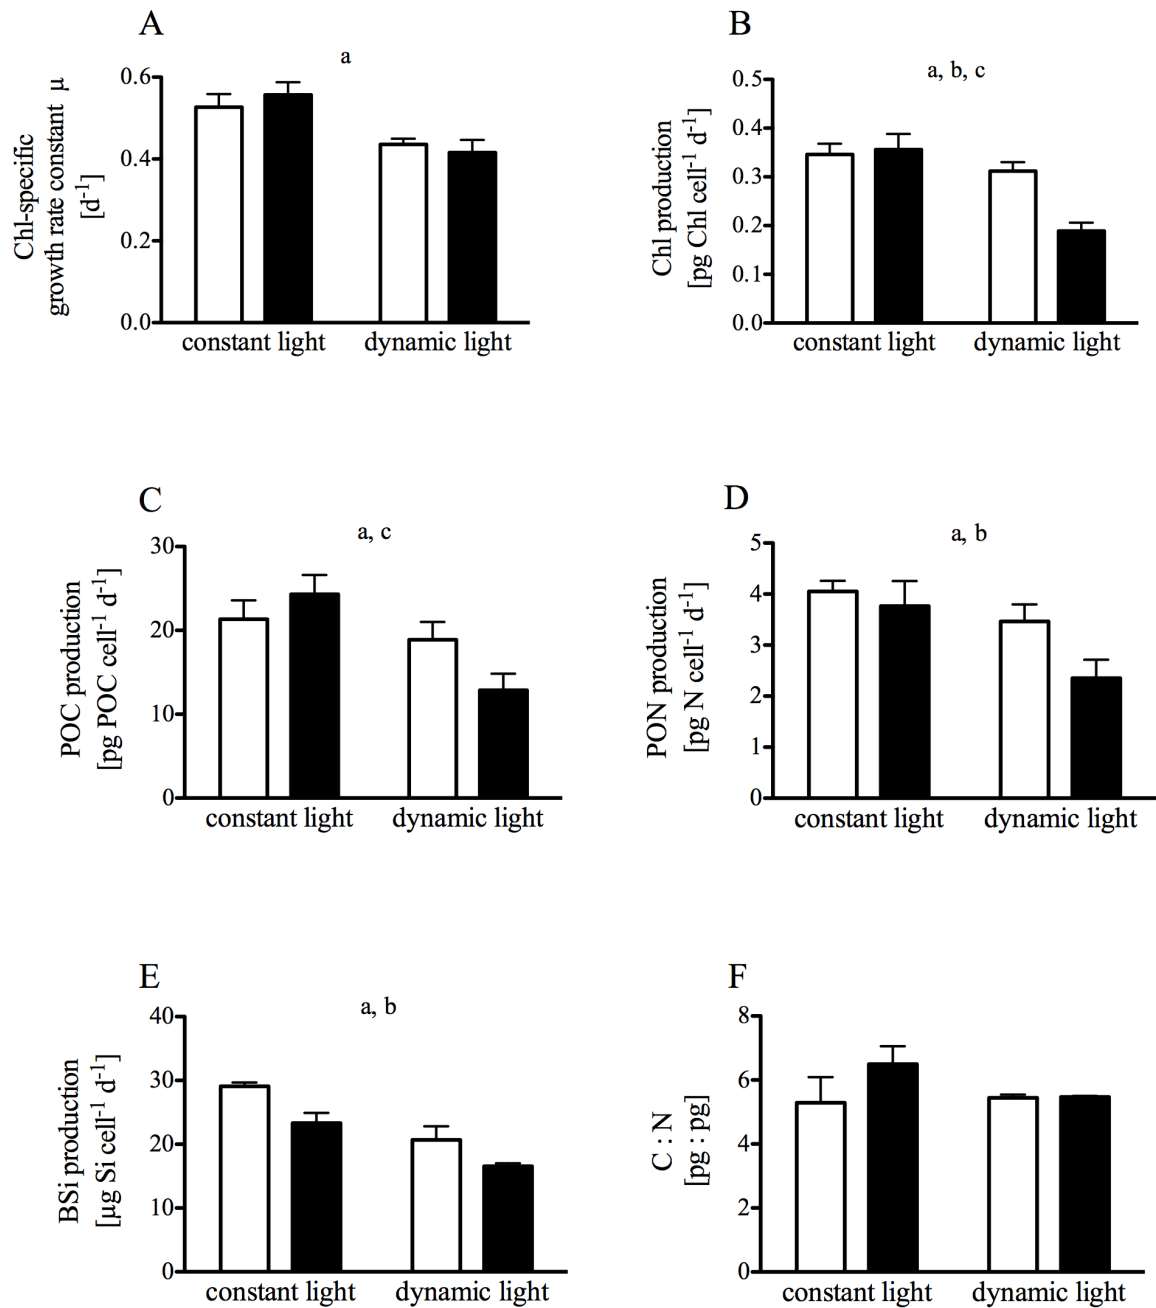 A
a
Chl-specific
growth rate constant μ
[d-1]
0.6
0.4
0.2
0.0
constant light
dynamic light
B
a, b, c
Chl production
[pg Chl cell-1 d-1]
0.5
0.4
0.3
0.2
0.1
0.0
constant light
dynamic light
C
a, c
POC production
[pg POC cell-1 d-1]
30
20
10
0
constant light
dynamic light
D
a, b
PON production
[pg N cell-1 d-1]
5
4
3
2
1
0
constant light
dynamic light
E
a, b
BSi production
[µg Si cell-1 d-1]
40
30
20
10
0
constant light
dynamic light
F
C : N
[pg : pg]
8
6
4
2
0
constant light
dynamic light